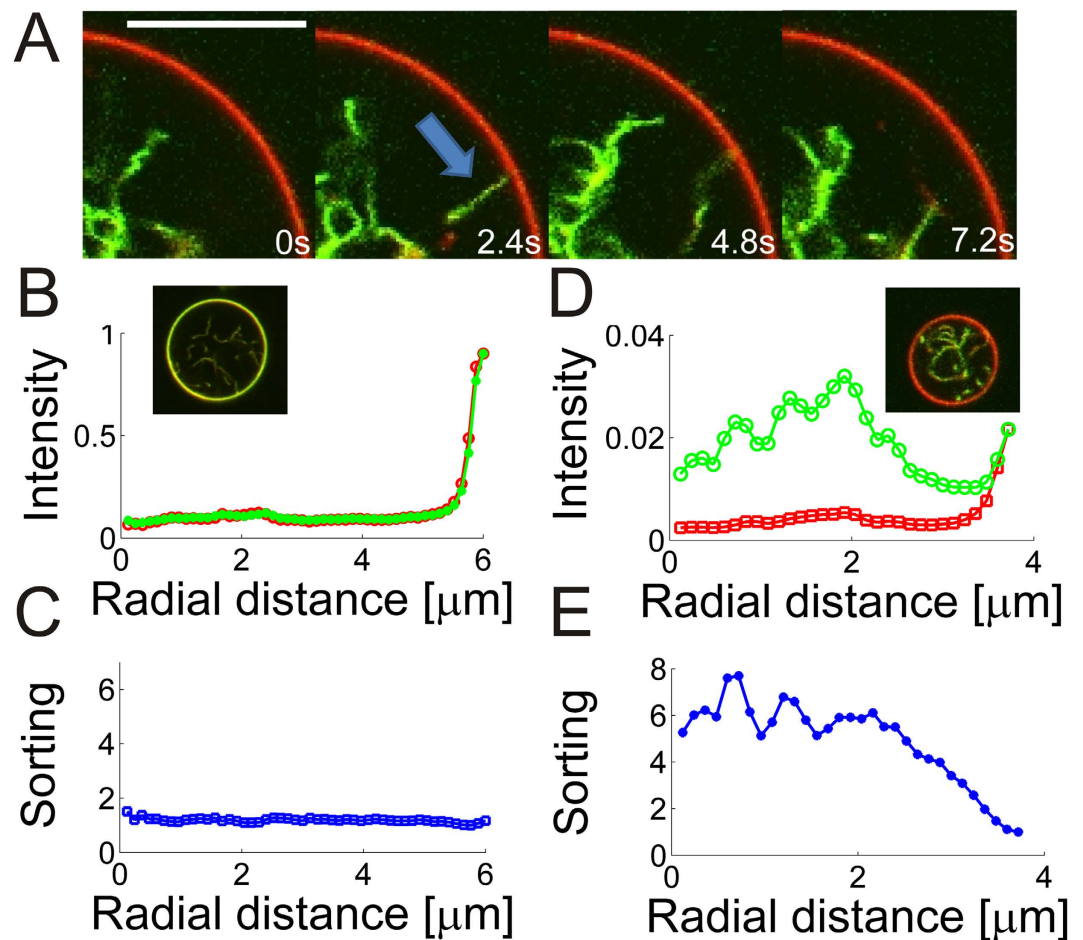 A
0s 2.4s 4.8s 7.2s
B
Intensity
1
0.5
0
0 2 4 6
Radial distance [μm]
D
Intensity
0.04
0.02
0
0 2 4
Radial distance [μm]
C
Sorting
6
4
2
0
0 2 4 6
Radial distance [μm]
E
Sorting
8
6
4
2
0
0 2 4
Radial distance [μm]